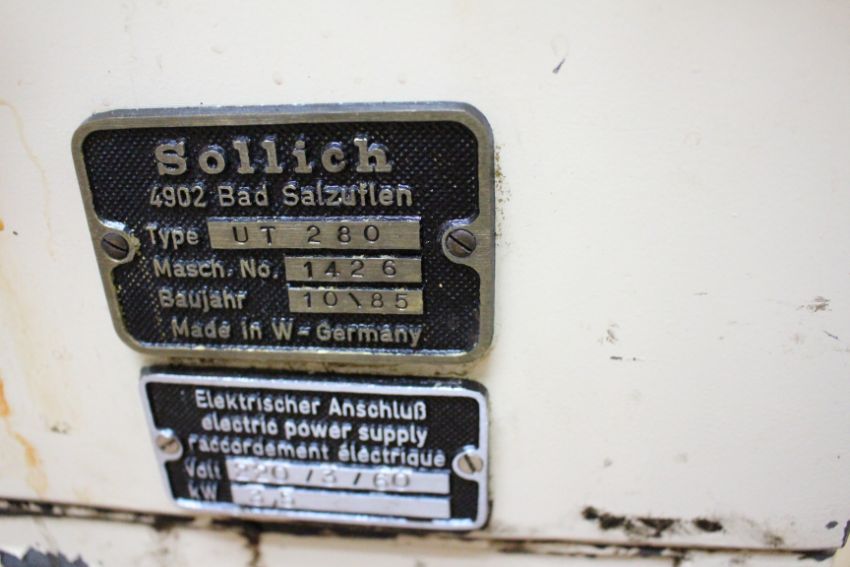 Sollich
4902 Bad Salzuflen
Type UT 280
Masch. No. 1426
Baujahr 10\85
Made in W-Germany
Elektrischer Anschluß
electric power supply
raccordement électrique
Volt 220/3/60
kW